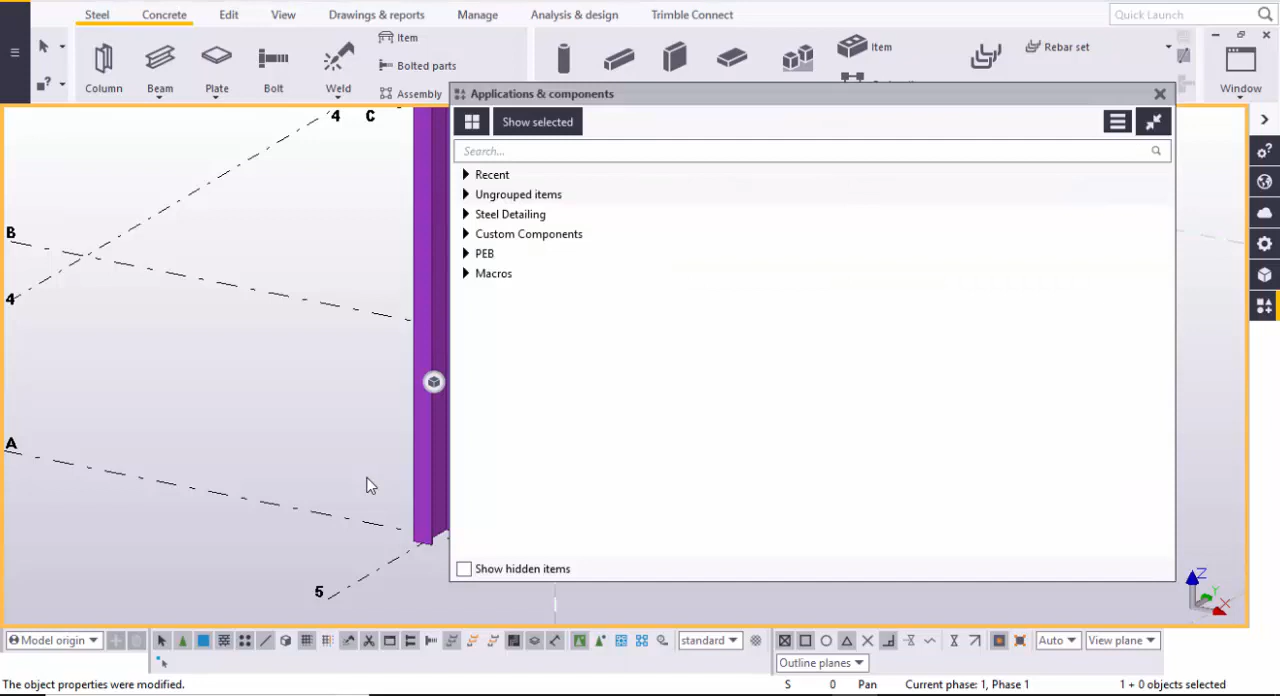 Steel Concrete Edit View Drawings & reports Manage Analysis & design Trimble Connect Quick Launch
Item
Bolted parts
Column Beam Plate Bolt Weld Assembly
Item Rebar set Window
Applications & components
Show selected
Search...
Recent
Ungrouped items
Steel Detailing
Custom Components
PEB
Macros
Show hidden items
4 C
B
4
A
5
Z
Y
X
Model origin standard Auto View plane
Outline planes
The object properties were modified. S 0 Pan Current phase: 1, Phase 1 1 + 0 objects selected